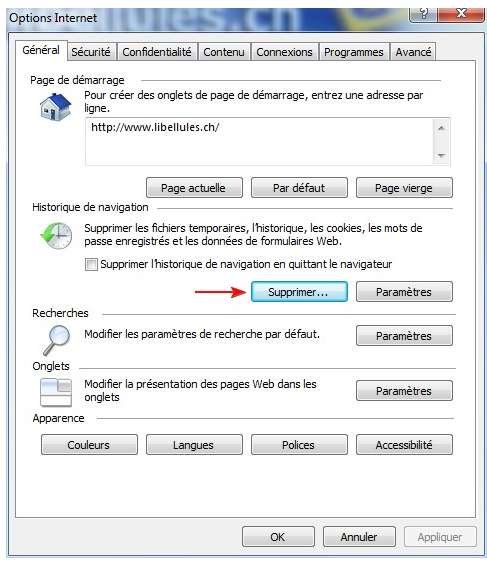 Options Internet
Général Sécurité Confidentialité Contenu Connexions Programmes Avancé
Page de démarrage
Pour créer des onglets de page de démarrage, entrez une adresse par
ligne.
http://www.libellules.ch/
Page actuelle Par défaut Page vierge
Historique de navigation
Supprimer les fichiers temporaires, l'historique, les cookies, les mots de
passe enregistrés et les données de formulaires Web.
Supprimer l'historique de navigation en quittant le navigateur
Supprimer... Paramètres
Recherches
Modifier les paramètres de recherche par défaut. Paramètres
Onglets
Modifier la présentation des pages Web dans les
onglets
Paramètres
Apparence
Couleurs Langues Polices Accessibilité
OK Annuler Appliquer